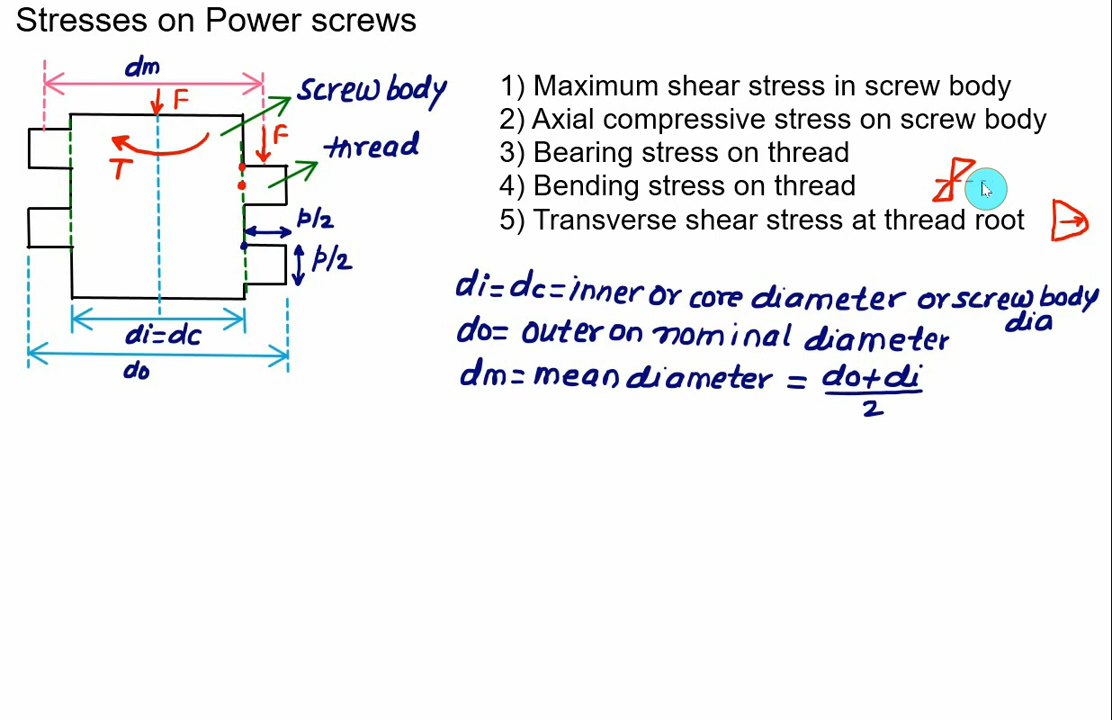 Stresses on Power screws
dm
F
screw body
F
T
thread
p/2
p/2
di=dc
do
1) Maximum shear stress in screw body
2) Axial compressive stress on screw body
3) Bearing stress on thread
4) Bending stress on thread
5) Transverse shear stress at thread root
di=dc=inner or core diameter or screw body
dia
do= outer on nominal diameter
dm= mean diameter = do+di
2